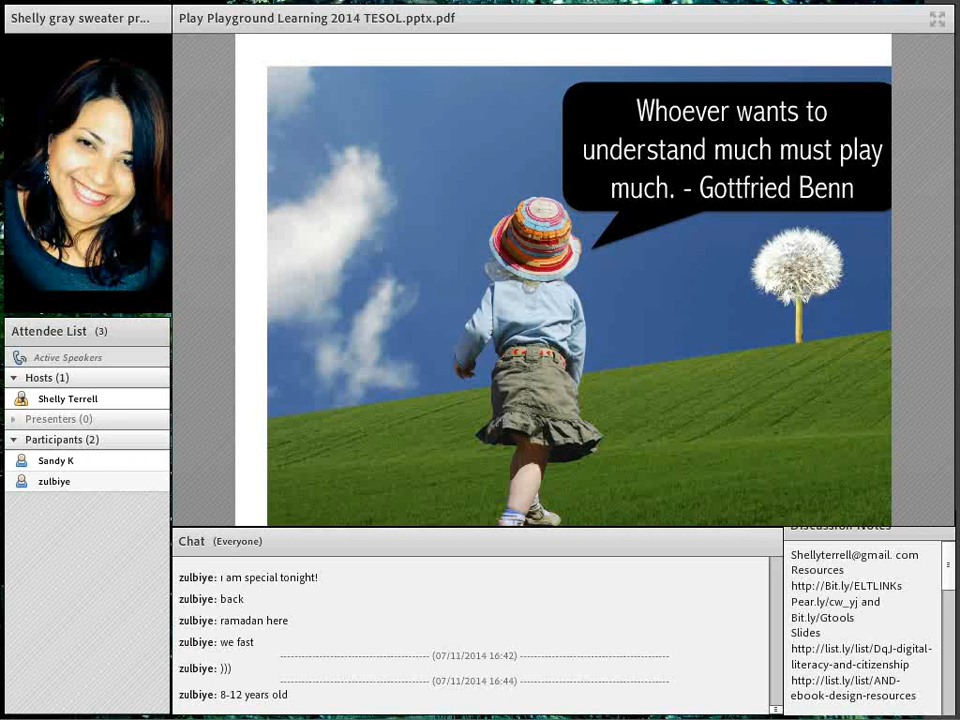 Shelly gray sweater pr...
Play Playground Learning 2014 TESOL.pptx.pdf
Whoever wants to
understand much must play
much. - Gottfried Benn
Attendee List (3)
Active Speakers
Hosts (1)
Shelly Terrell
Presenters (0)
Participants (2)
Sandy K
zulbiye
Chat (Everyone)
zulbiye: ı am special tonight!
zulbiye: back
zulbiye: ramadan here
zulbiye: we fast
(07/11/2014 16:42)
zulbiye: )))
(07/11/2014 16:44)
zulbiye: 8-12 years old
Discussion Notes
Shellyterrell@gmail. com
Resources
http://Bit.ly/ELTLINKs
Pear.ly/cw_yj and
Bit.ly/Gtools
Slides
http://list.ly/list/DqJ-digital-
literacy-and-citizenship
http://list.ly/list/AND-
ebook-design-resources